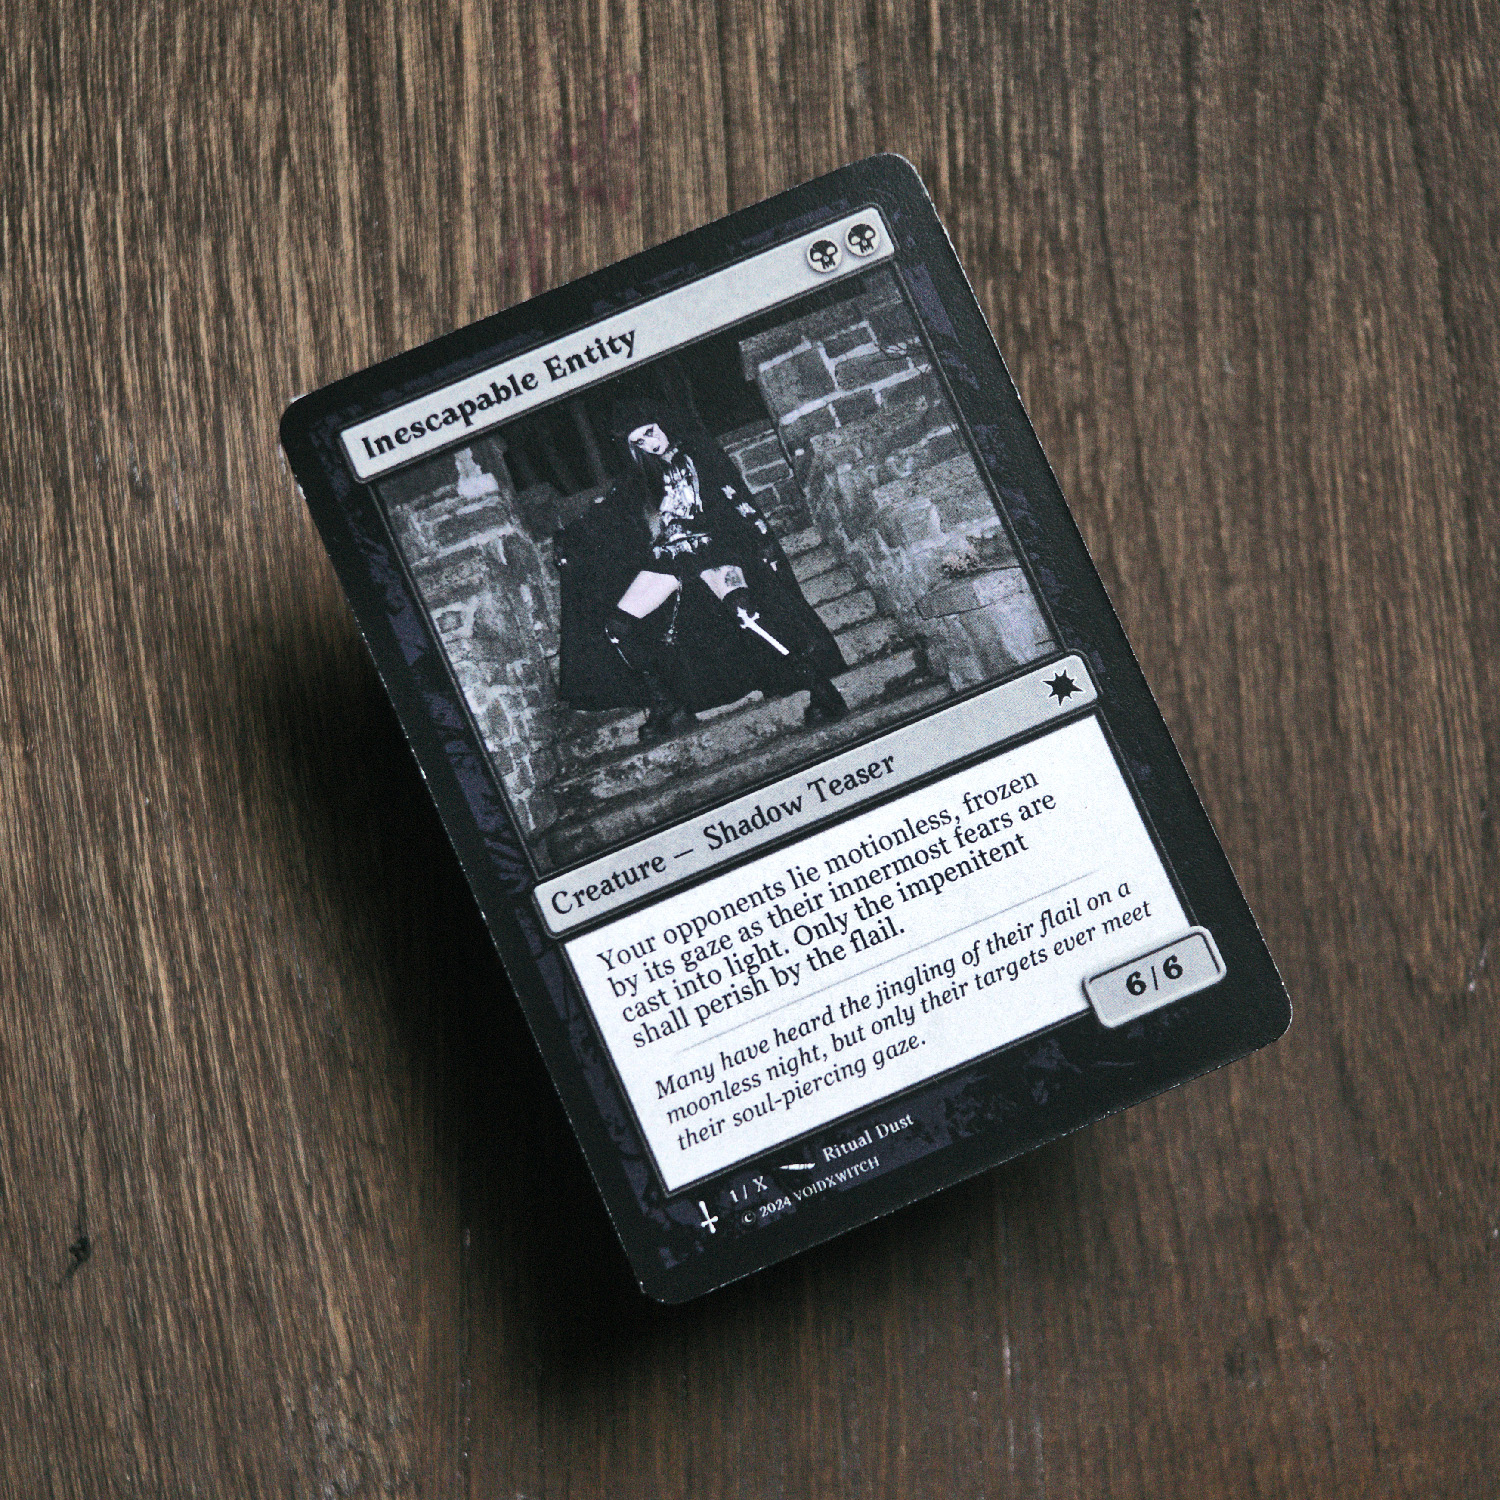 Inescapable Entity
Creature — Shadow Teaser
Your opponents lie motionless, frozen
by its gaze as their innermost fears are
cast into light. Only the impenitent
shall perish by the flail.
Many have heard the jingling of their flail on a
moonless night, but only their targets ever meet
their soul-piercing gaze.
6/6
1 / X Ritual Dust
© 2024 VOIDXWITCH